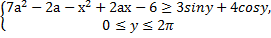 {7a² − 2a − x² + 2ax − 6 ≥ 3siny + 4cosy,
0 ≤ y ≤ 2π